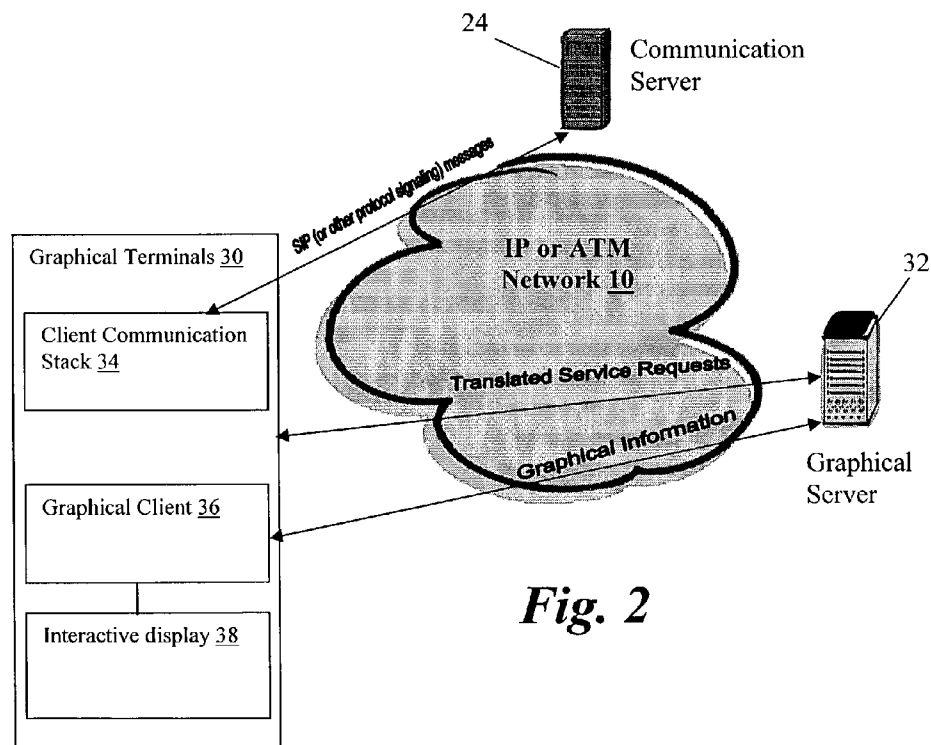 24
Communication
Server
SIP (or other protocol signaling) messages
Graphical Terminals 30
IP or ATM
Network 10
32
Client Communication
Stack 34
Translated Service Requests
Graphical Information
Graphical
Server
Graphical Client 36
Fig. 2
Interactive display 38